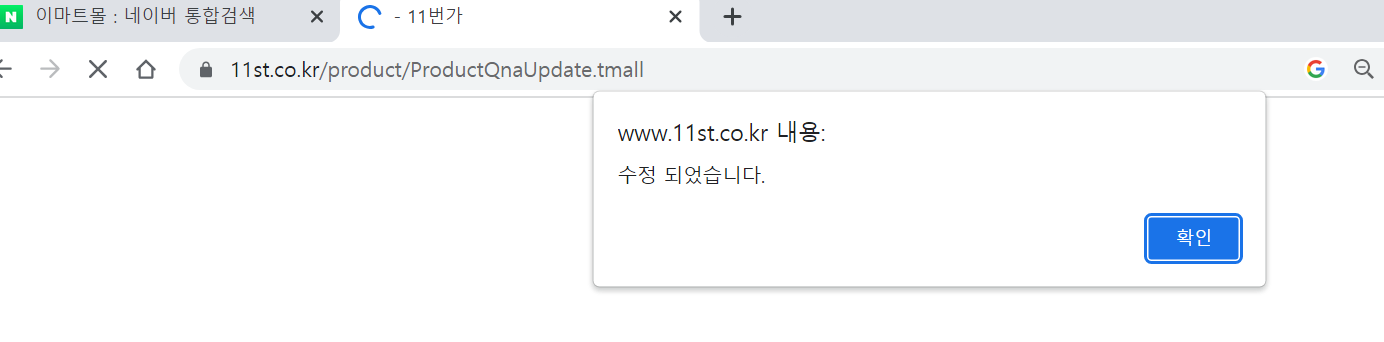 N 이마트몰 : 네이버 통합검색
- 11번가
11st.co.kr/product/ProductQnaUpdate.tmall
www.11st.co.kr 내용:
수정 되었습니다.
확인